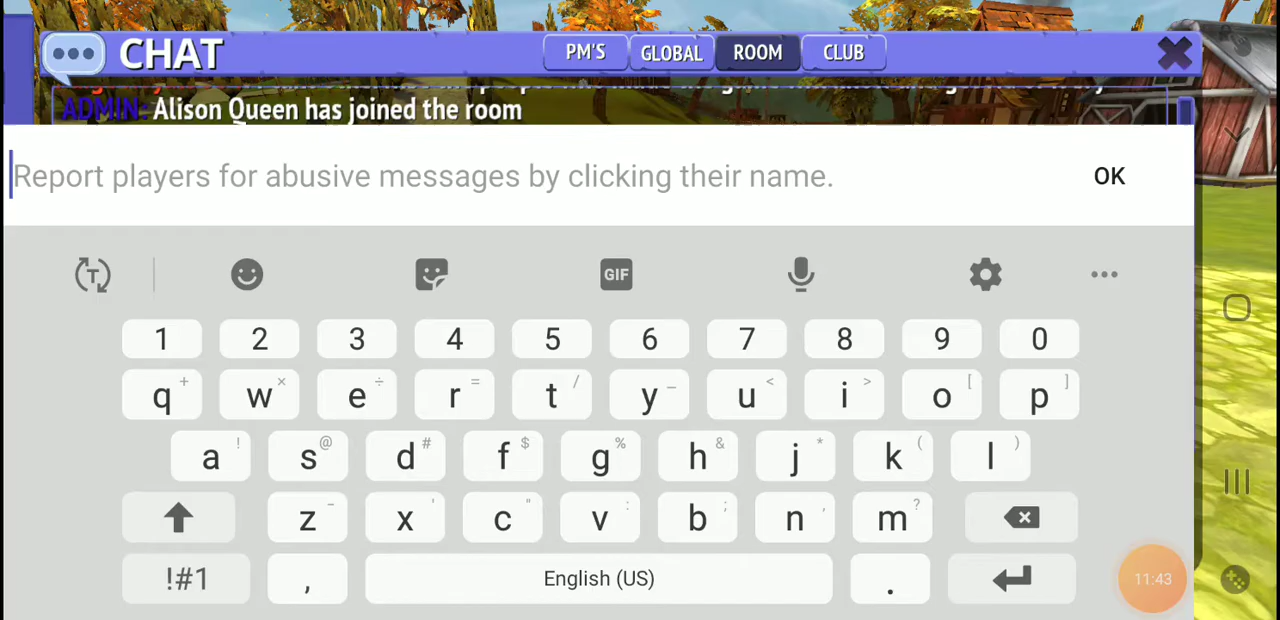 CHAT
PM'S GLOBAL ROOM CLUB
ADMIN: Alison Queen has joined the room
Report players for abusive messages by clicking their name. OK
T GIF
1 2 3 4 5 6 7 8 9 0
q + w × e ÷ r = t / y _ u < i > o [ p ]
a ! s @ d # f $ g % h & j * k ( l )
z - x ' c " v : b ; n , m ?
!#1 , English (US) .
11:43